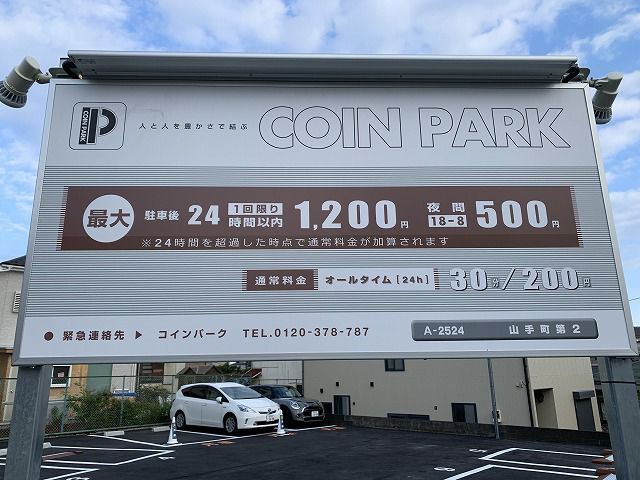 COIN PARK
人と人を豊かさで結ぶ
COIN PARK
最大 駐車後 24 1回限り 時間以内 1,200円 夜間 18-8 500円
※24時間を超過した時点で通常料金が加算されます
通常料金 オールタイム[24h] 30分/200円
● 緊急連絡先 ▶ コインパーク TEL.0120-378-787 A-2524 山手町第2